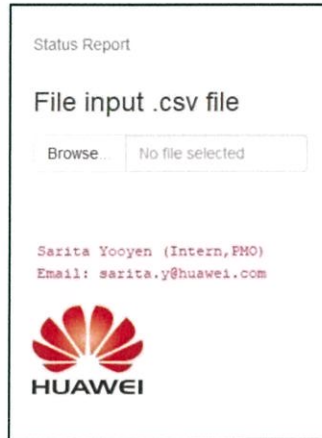 Status Report
File input .csv file
Browse... No file selected
Sarita Yooyen (Intern,PMO)
Email: sarita.y@huawei.com
HUAWEI